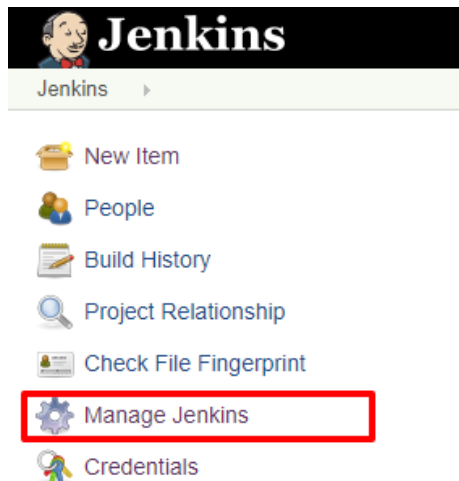 Jenkins
Jenkins
New Item
People
Build History
Project Relationship
Check File Fingerprint
Manage Jenkins
Credentials